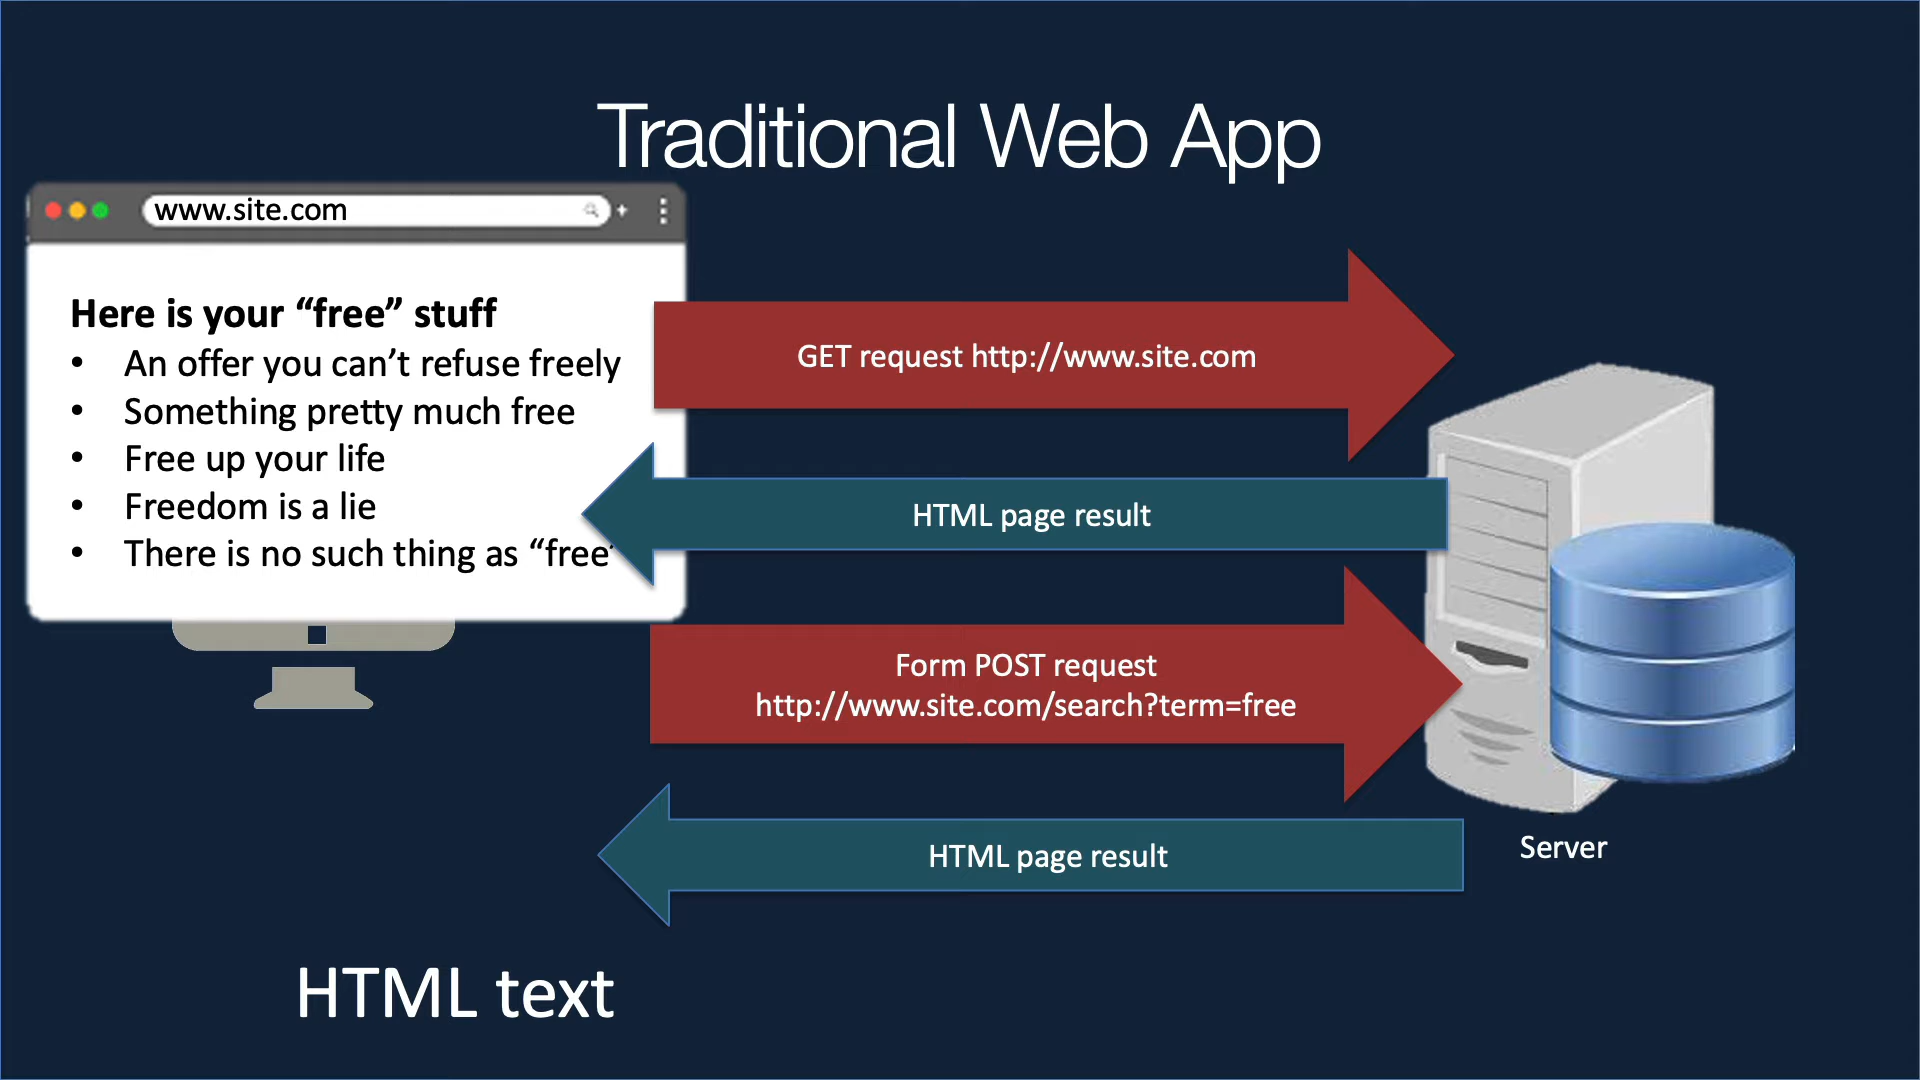 Traditional Web App
www.site.com
Here is your “free” stuff
• An offer you can’t refuse freely
• Something pretty much free
• Free up your life
• Freedom is a lie
• There is no such thing as “free’
GET request http://www.site.com
HTML page result
Form POST request
http://www.site.com/search?term=free
HTML page result
Server
HTML text